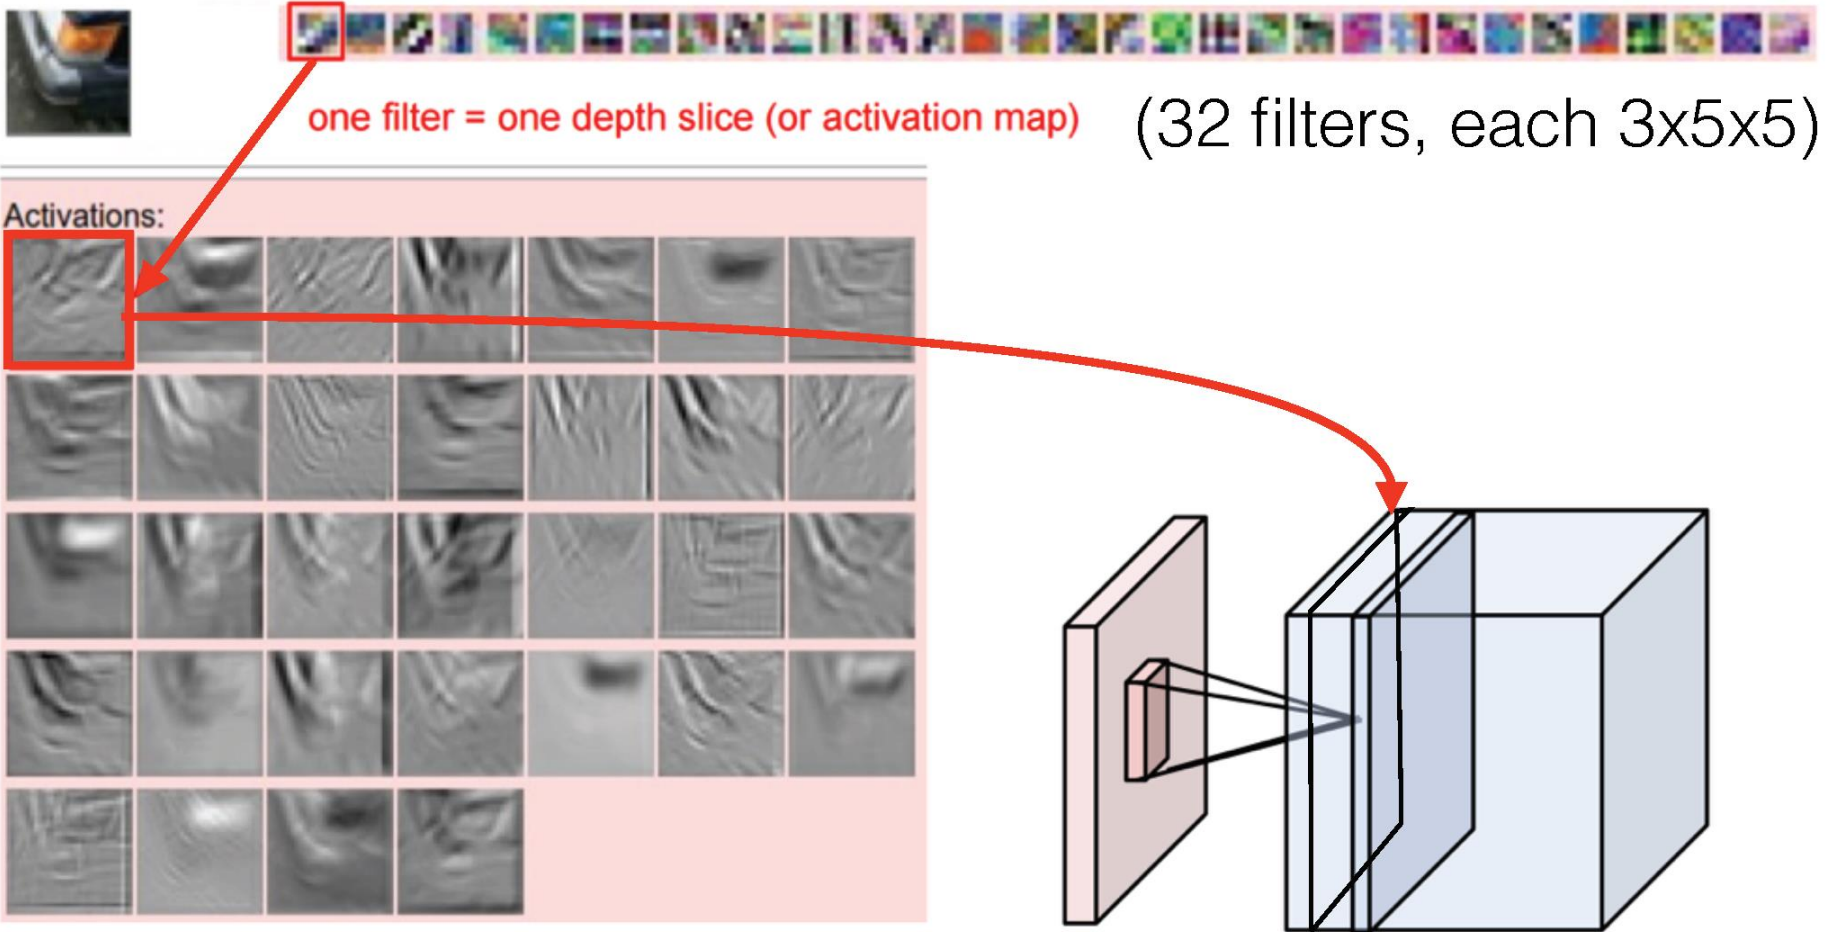 one filter = one depth slice (or activation map)
(32 filters, each 3x5x5)
Activations: